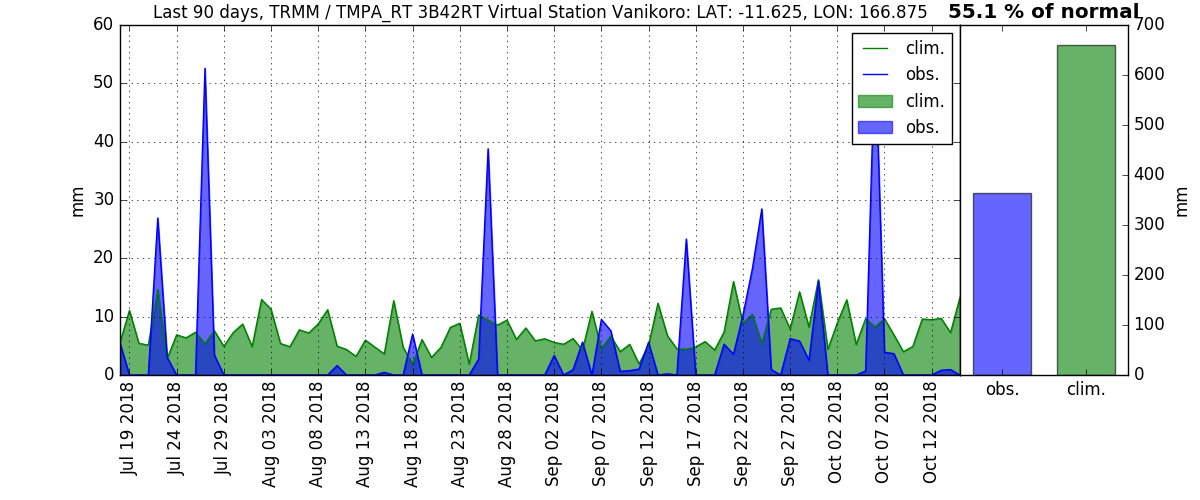 Last 90 days, TRMM / TMPA_RT 3B42RT Virtual Station Vanikoro: LAT: -11.625, LON: 166.875
55.1 % of normal
60
50
40
30
20
10
0
mm
clim.
obs.
clim.
obs.
Jul 19 2018
Jul 24 2018
Jul 29 2018
Aug 03 2018
Aug 08 2018
Aug 13 2018
Aug 18 2018
Aug 23 2018
Aug 28 2018
Sep 02 2018
Sep 07 2018
Sep 12 2018
Sep 17 2018
Sep 22 2018
Sep 27 2018
Oct 02 2018
Oct 07 2018
Oct 12 2018
700
600
500
400
300
200
100
0
mm
obs.
clim.